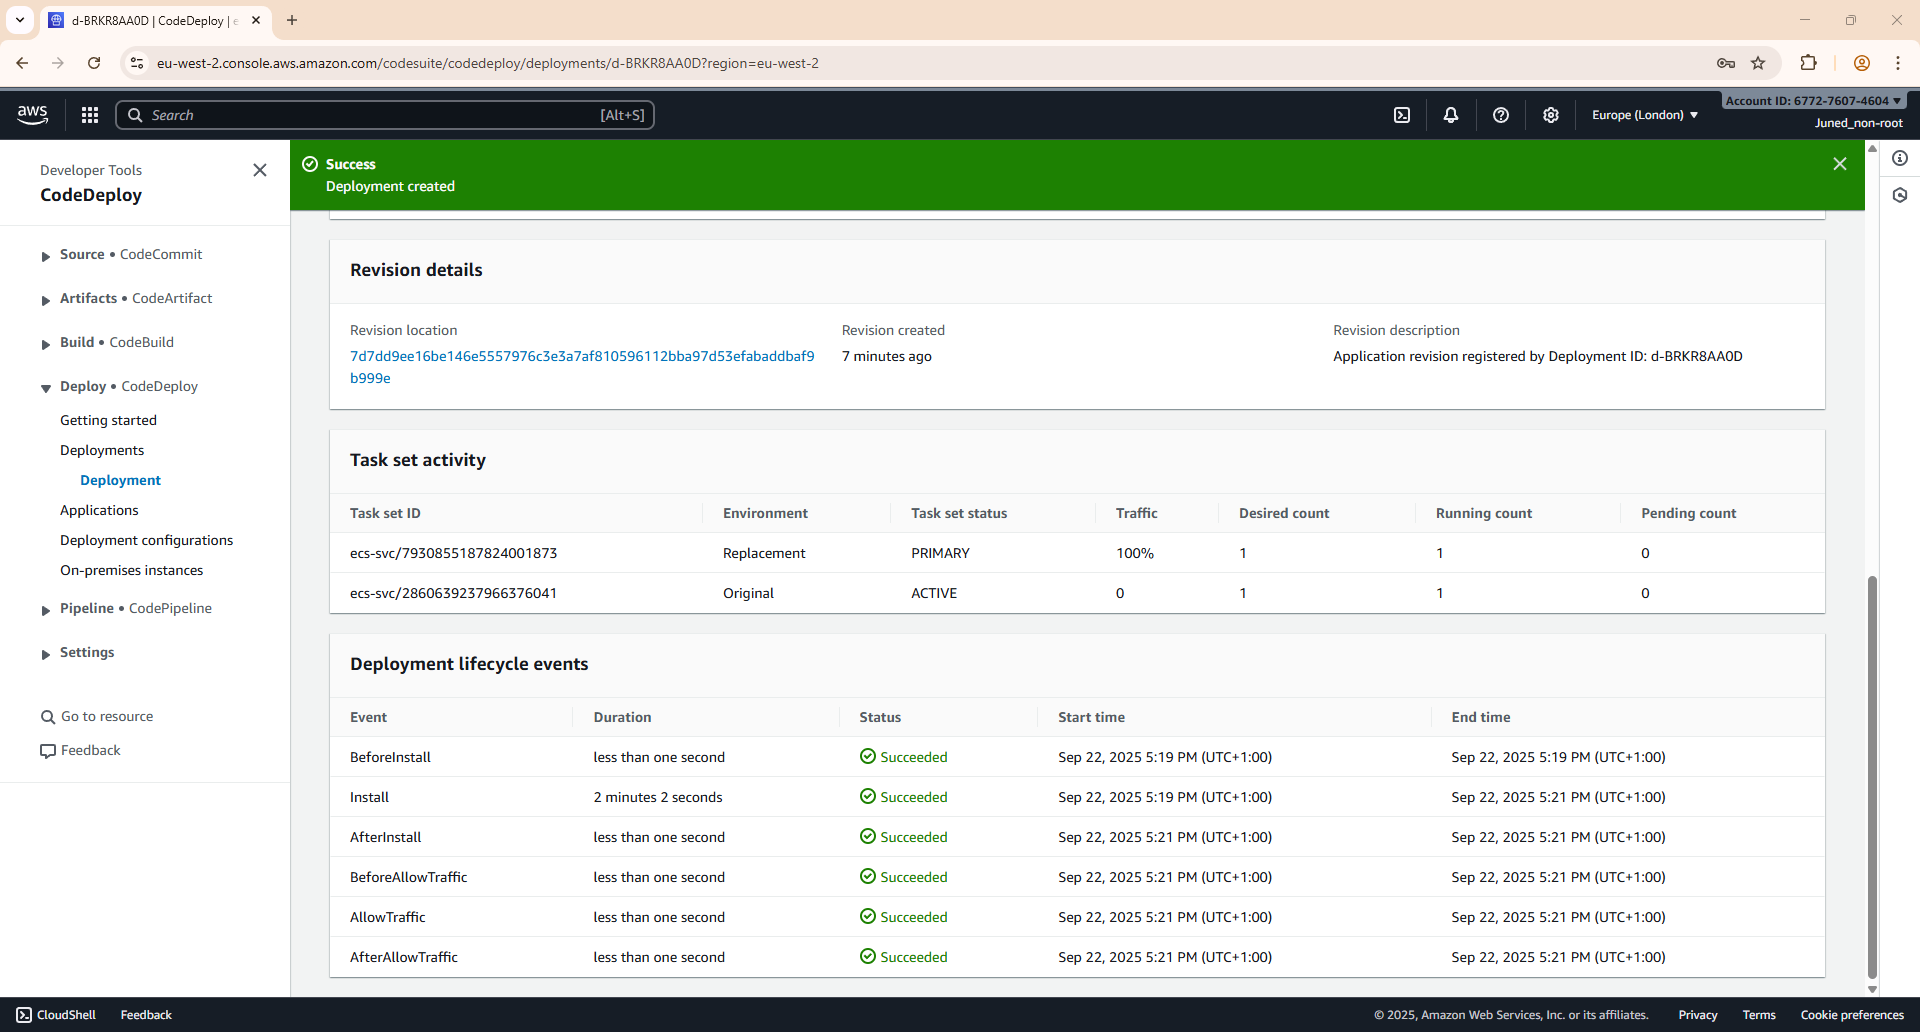 d-BRKR8AA0D | CodeDeploy | e
eu-west-2.console.aws.amazon.com/codesuite/codedeploy/deployments/d-BRKR8AA0D?region=eu-west-2
aws
Search [Alt+S]
Europe (London)
Account ID: 6772-7607-4604
Juned_non-root
Developer Tools
CodeDeploy
Source • CodeCommit
Artifacts • CodeArtifact
Build • CodeBuild
Deploy • CodeDeploy
Getting started
Deployments
Deployment
Applications
Deployment configurations
On-premises instances
Pipeline • CodePipeline
Settings
Go to resource
Feedback
Success
Deployment created
Revision details
Revision location Revision created Revision description
7d7dd9ee16be146e5557976c3e3a7af810596112bba97d53efabaddbaf9 7 minutes ago Application revision registered by Deployment ID: d-BRKR8AA0D
b999e
Task set activity
Task set ID Environment Task set status Traffic Desired count Running count Pending count
ecs-svc/7930855187824001873 Replacement PRIMARY 100% 1 1 0
ecs-svc/2860639237966376041 Original ACTIVE 0 1 1 0
Deployment lifecycle events
Event Duration Status Start time End time
BeforeInstall less than one second Succeeded Sep 22, 2025 5:19 PM (UTC+1:00) Sep 22, 2025 5:19 PM (UTC+1:00)
Install 2 minutes 2 seconds Succeeded Sep 22, 2025 5:19 PM (UTC+1:00) Sep 22, 2025 5:21 PM (UTC+1:00)
AfterInstall less than one second Succeeded Sep 22, 2025 5:21 PM (UTC+1:00) Sep 22, 2025 5:21 PM (UTC+1:00)
BeforeAllowTraffic less than one second Succeeded Sep 22, 2025 5:21 PM (UTC+1:00) Sep 22, 2025 5:21 PM (UTC+1:00)
AllowTraffic less than one second Succeeded Sep 22, 2025 5:21 PM (UTC+1:00) Sep 22, 2025 5:21 PM (UTC+1:00)
AfterAllowTraffic less than one second Succeeded Sep 22, 2025 5:21 PM (UTC+1:00) Sep 22, 2025 5:21 PM (UTC+1:00)
CloudShell Feedback © 2025, Amazon Web Services, Inc. or its affiliates. Privacy Terms Cookie preferences